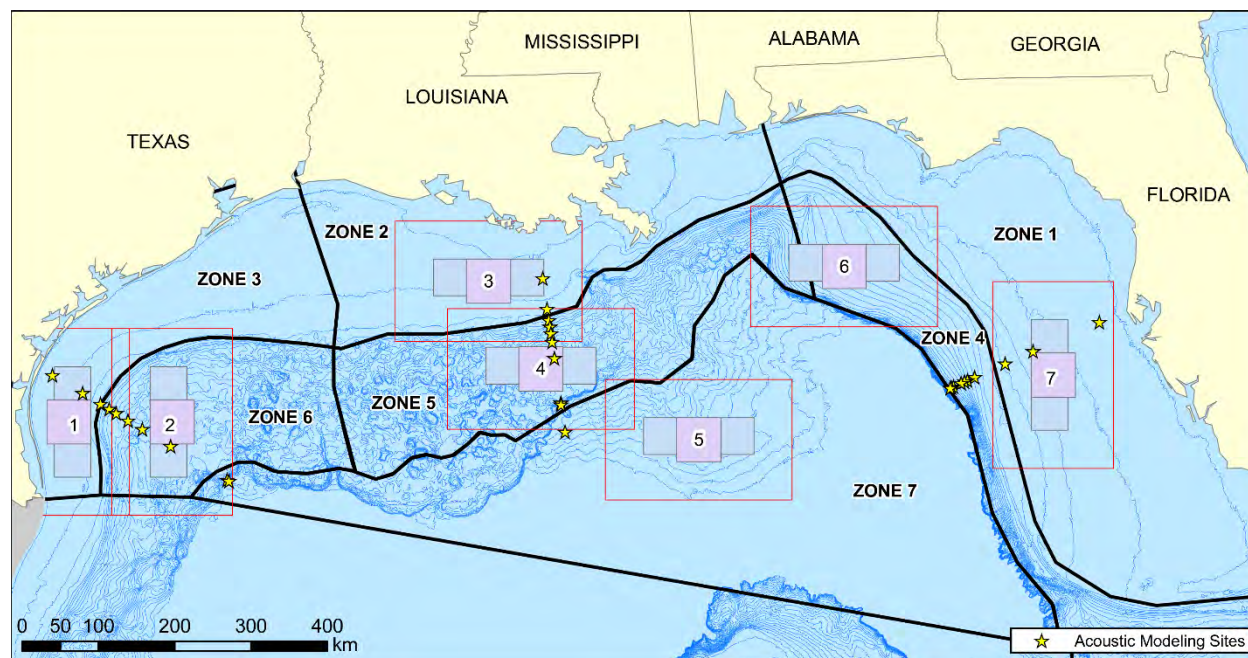 MISSISSIPPI
ALABAMA
GEORGIA
LOUISIANA
TEXAS
FLORIDA
ZONE 2
ZONE 1
ZONE 3
3
6
ZONE 4
7
4
1
2
ZONE 6
ZONE 5
5
ZONE 7
0 50 100 200 300 400
km
Acoustic Modeling Sites